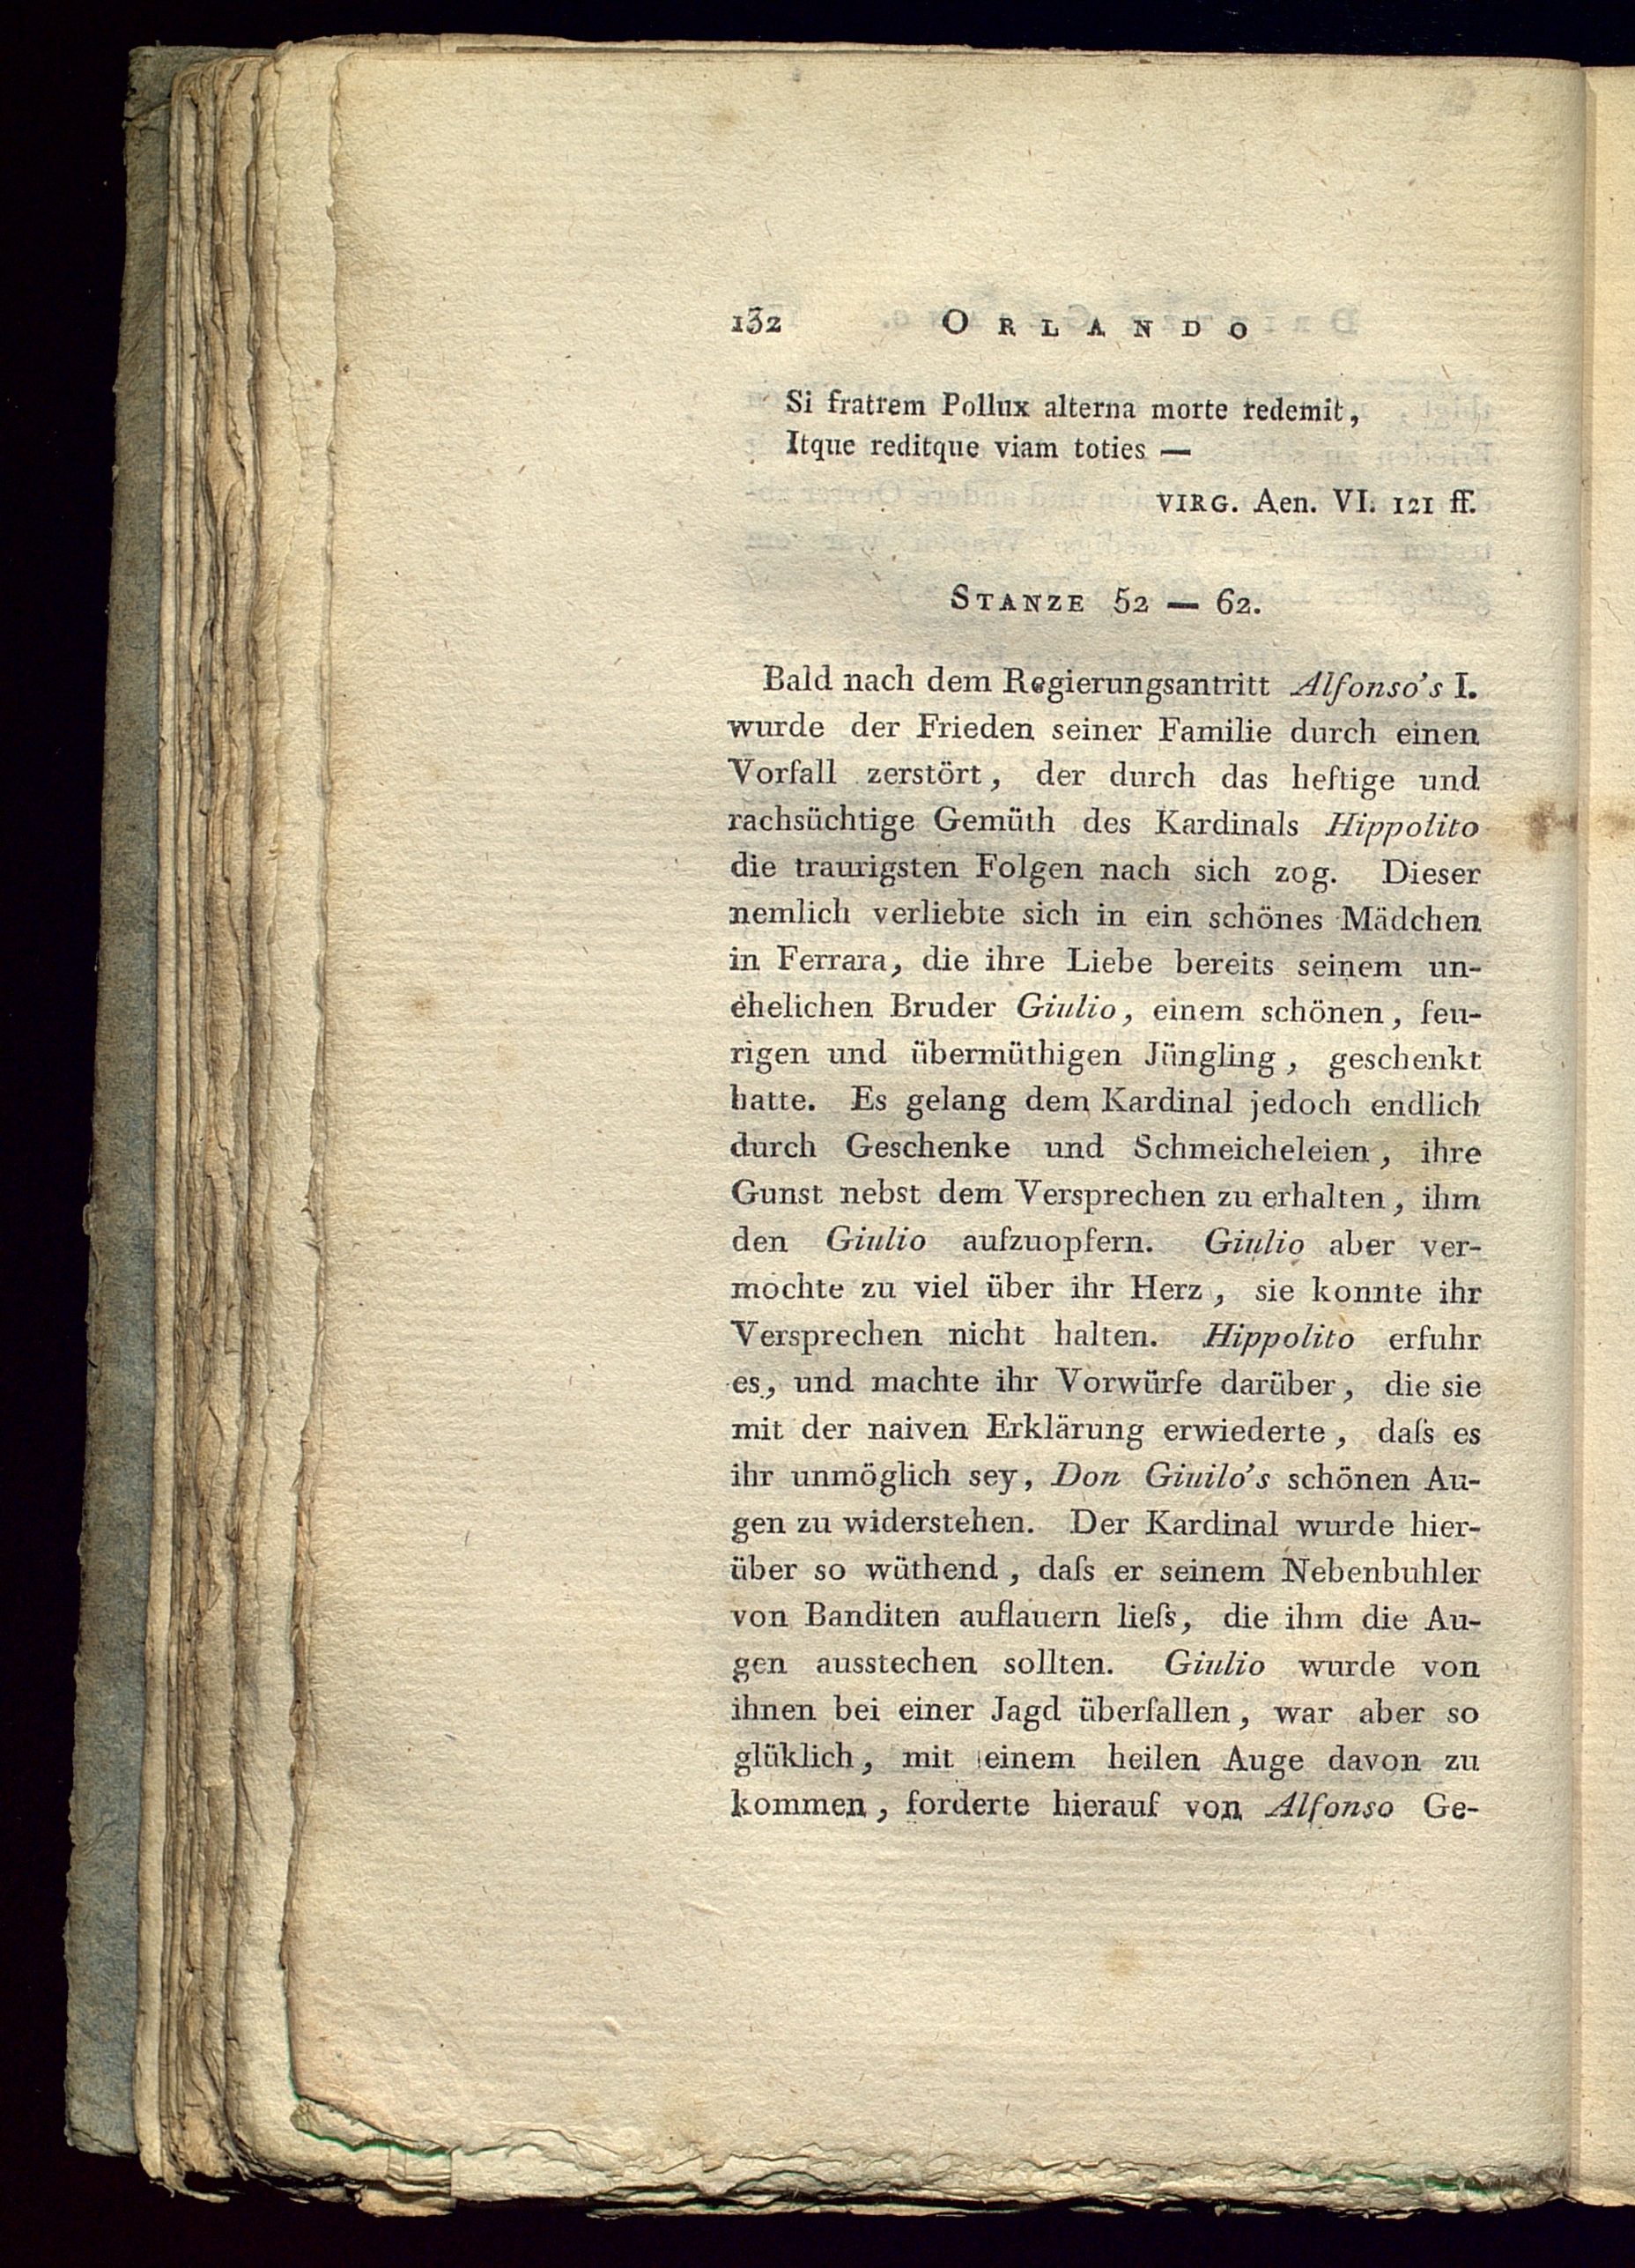 132 ORLANDO
Si fratrem Pollux alterna morte redemit,
Itque reditque viam toties —
VIRG. Aen. VI. 121 ff.
STANZE 52 — 62.
Bald nach dem Regierungsantritt Alfonso's I.
wurde der Frieden seiner Familie durch einen
Vorfall zerstört, der durch das heftige und
rachsüchtige Gemüth des Kardinals Hippolito
die traurigsten Folgen nach sich zog. Dieser
nemlich verliebte sich in ein schönes Mädchen
in Ferrara, die ihre Liebe bereits seinem un-
ehelichen Bruder Giulio, einem schönen, feu-
rigen und übermüthigen Jüngling, geschenkt
hatte. Es gelang dem Kardinal jedoch endlich
durch Geschenke und Schmeicheleien, ihre
Gunst nebst dem Versprechen zu erhalten, ihm
den Giulio aufzuopfern. Giulio aber ver-
mochte zu viel über ihr Herz, sie konnte ihr
Versprechen nicht halten. Hippolito erfuhr
es, und machte ihr Vorwürfe darüber, die sie
mit der naiven Erklärung erwiederte, daſs es
ihr unmöglich sey, Don Giuilo's schönen Au-
gen zu widerstehen. Der Kardinal wurde hier-
über so wüthend, daſs er seinem Nebenbuhler
von Banditen auflauern lieſs, die ihm die Au-
gen ausstechen sollten. Giulio wurde von
ihnen bei einer Jagd überfallen, war aber so
glüklich, mit einem heilen Auge davon zu
kommen, forderte hierauf von Alfonso Ge-